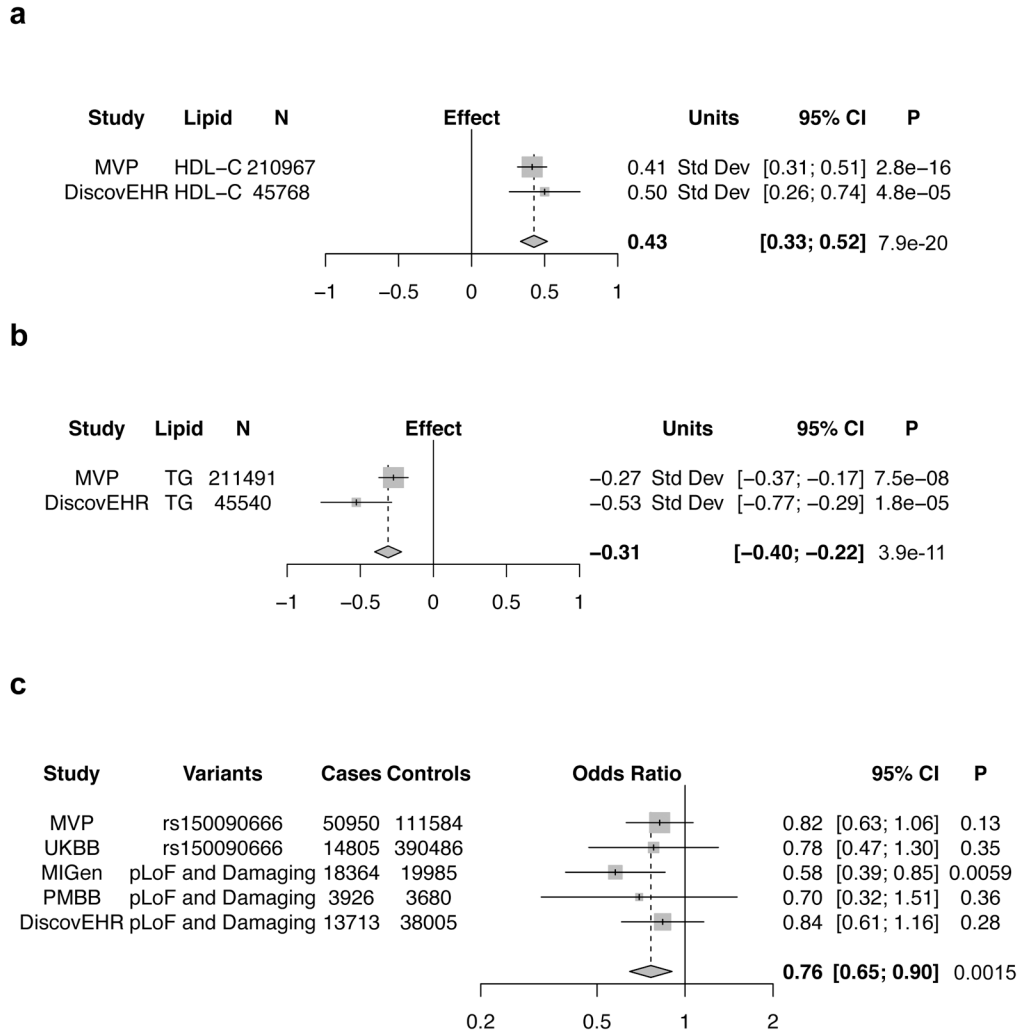 a
Study Lipid N Effect Units 95% CI P
MVP HDL−C 210967 0.41 Std Dev [0.31; 0.51] 2.8e−16
DiscovEHR HDL−C 45768 0.50 Std Dev [0.26; 0.74] 4.8e−05
0.43 [0.33; 0.52] 7.9e-20
−1 −0.5 0 0.5 1
b
Study Lipid N Effect Units 95% CI P
MVP TG 211491 −0.27 Std Dev [−0.37; −0.17] 7.5e−08
DiscovEHR TG 45540 −0.53 Std Dev [−0.77; −0.29] 1.8e−05
−0.31 [−0.40; −0.22] 3.9e-11
−1 −0.5 0 0.5 1
c
Study Variants Cases Controls Odds Ratio 95% CI P
MVP rs150090666 50950 111584 0.82 [0.63; 1.06] 0.13
UKBB rs150090666 14805 390486 0.78 [0.47; 1.30] 0.35
MIGen pLoF and Damaging 18364 19985 0.58 [0.39; 0.85] 0.0059
PMBB pLoF and Damaging 3926 3680 0.70 [0.32; 1.51] 0.36
DiscovEHR pLoF and Damaging 13713 38005 0.84 [0.61; 1.16] 0.28
0.76 [0.65; 0.90] 0.0015
0.2 0.5 1 2